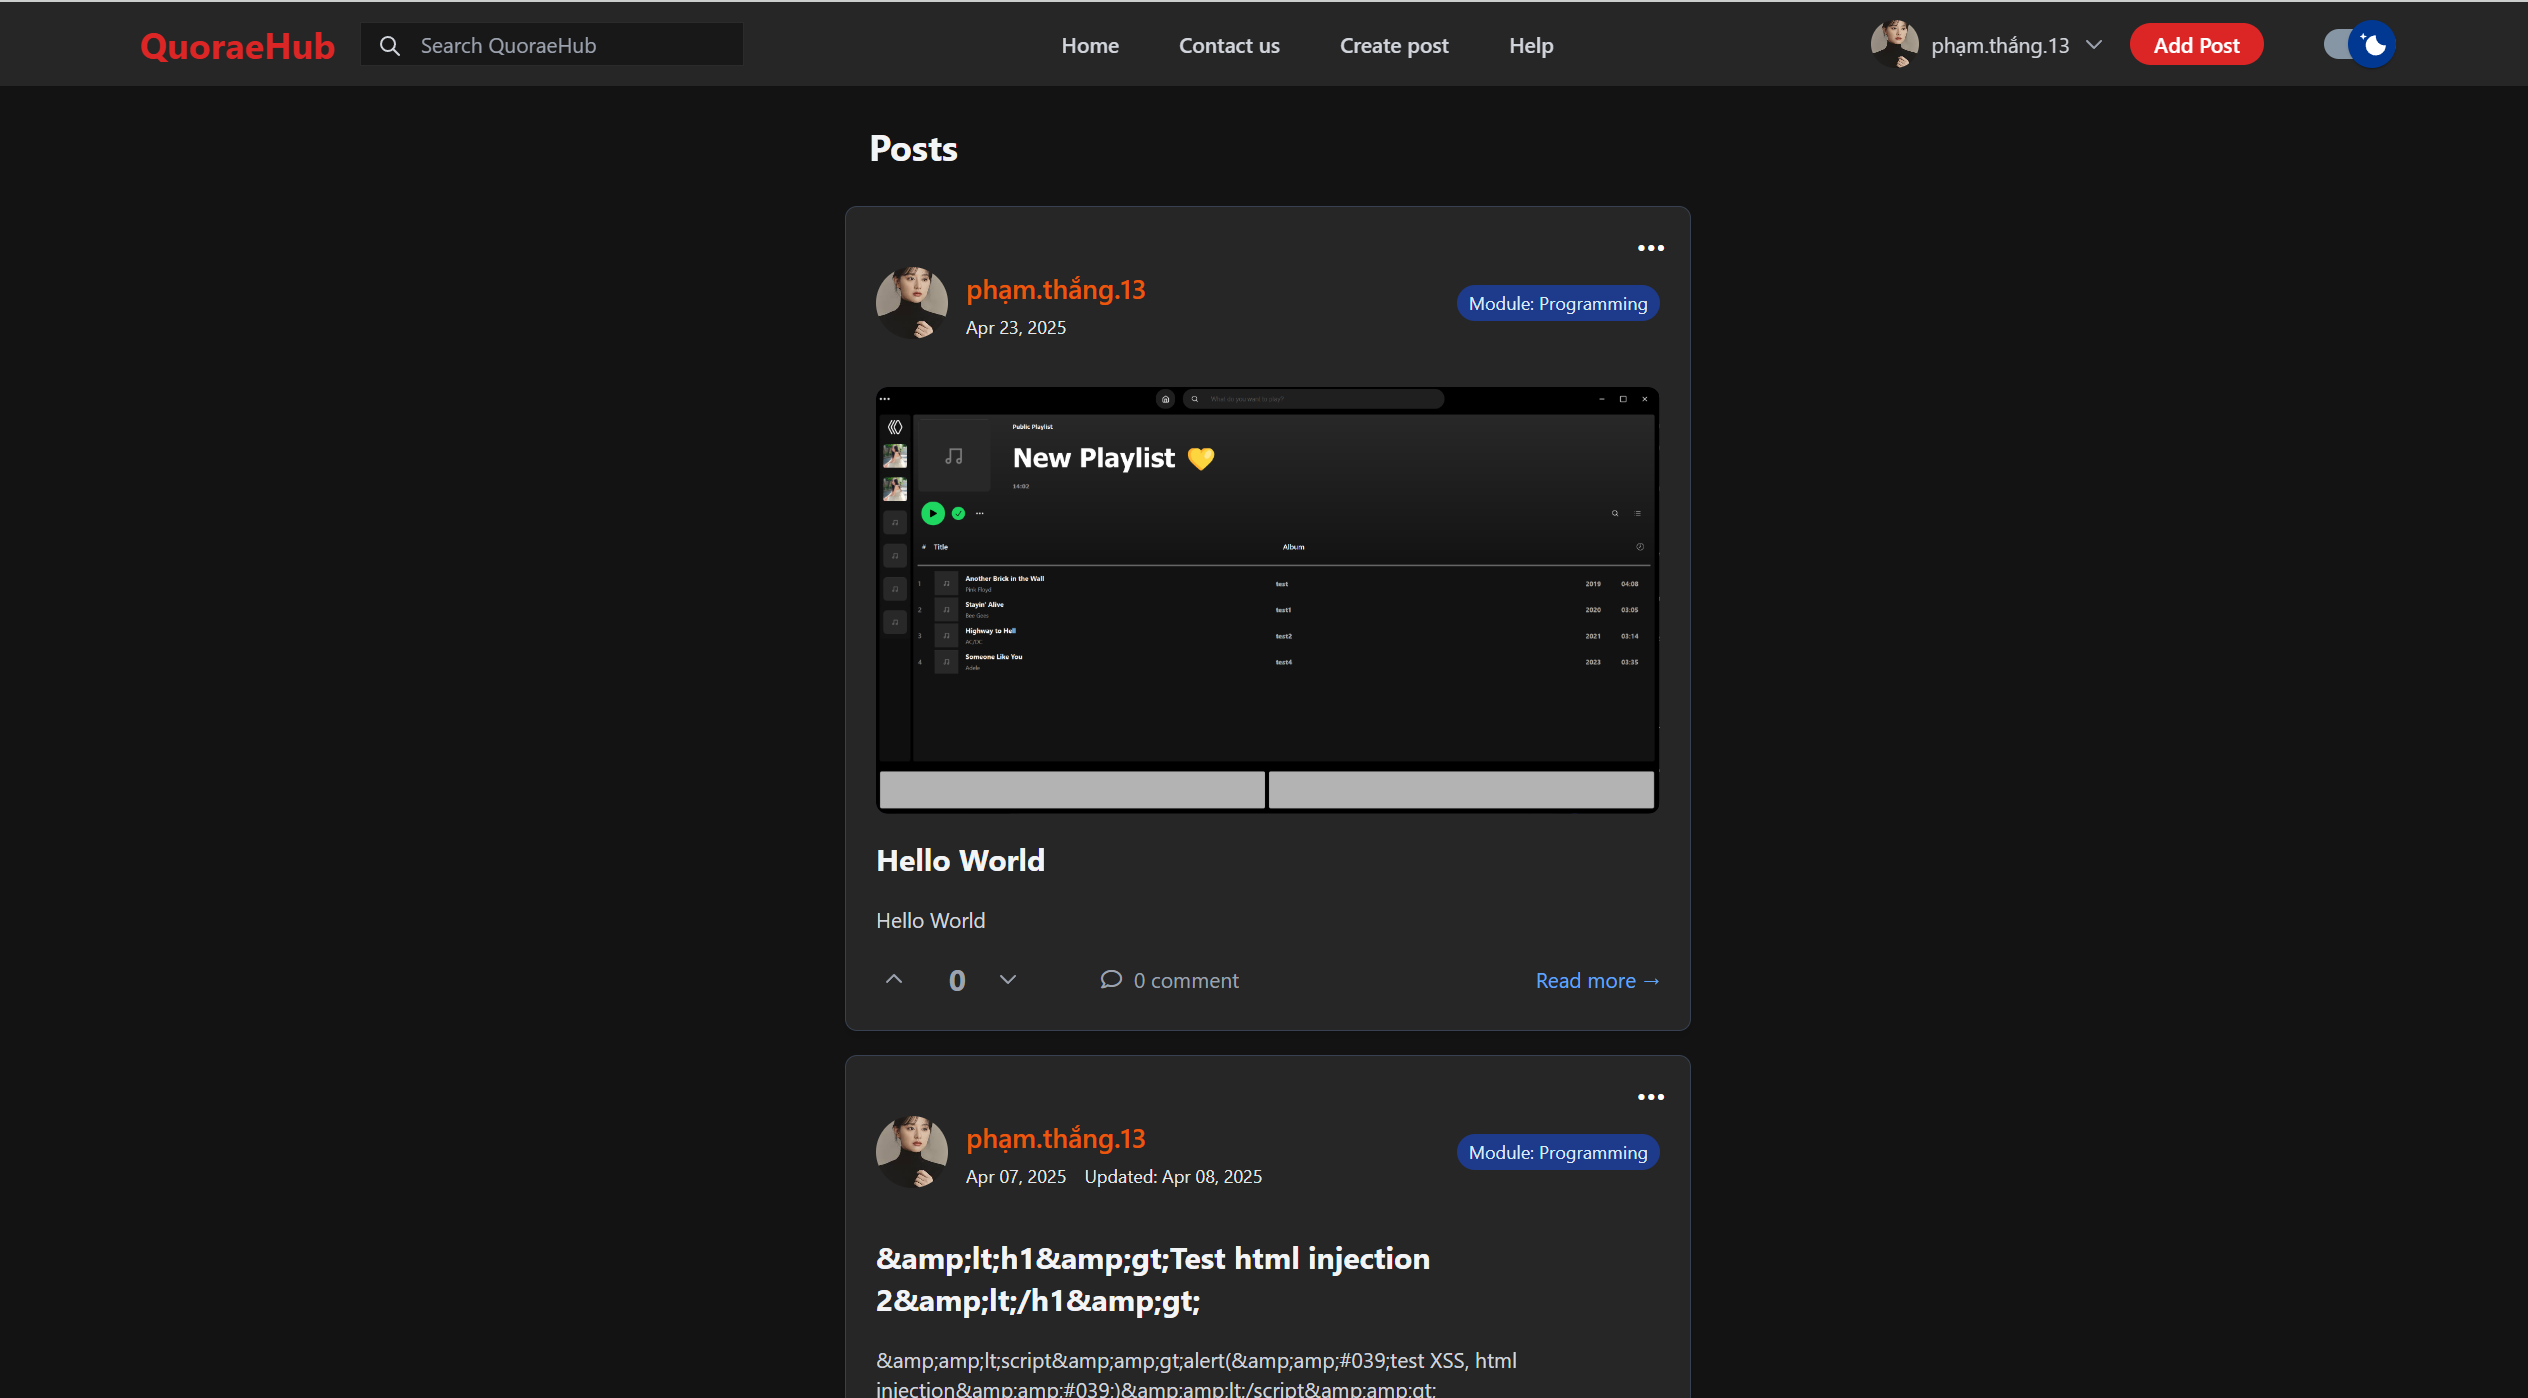 QuoraeHub
Search QuoraeHub
Home
Contact us
Create post
Help
phạm.thắng.13
Add Post
Posts
phạm.thắng.13
Apr 23, 2025
Module: Programming
What do you want to play?
Public Playlist
New Playlist 💛
14:02
# Title Album
1 Another Brick in the Wall test 2019 04:08
Pink Floyd
2 Stayin' Alive test1 2020 03:05
Bee Gees
3 Highway to Hell test2 2021 03:14
AC/DC
4 Someone Like You test4 2023 03:35
Adele
Hello World
Hello World
0
0 comment
Read more →
phạm.thắng.13
Apr 07, 2025 Updated: Apr 08, 2025
Module: Programming
&amp;lt;h1&amp;gt;Test html injection
2&amp;lt;/h1&amp;gt;
&amp;amp;lt;script&amp;amp;gt;alert(&amp;amp;#039;test XSS, html
injection&amp;amp;#039;)&amp;amp;lt;/script&amp;amp;gt;